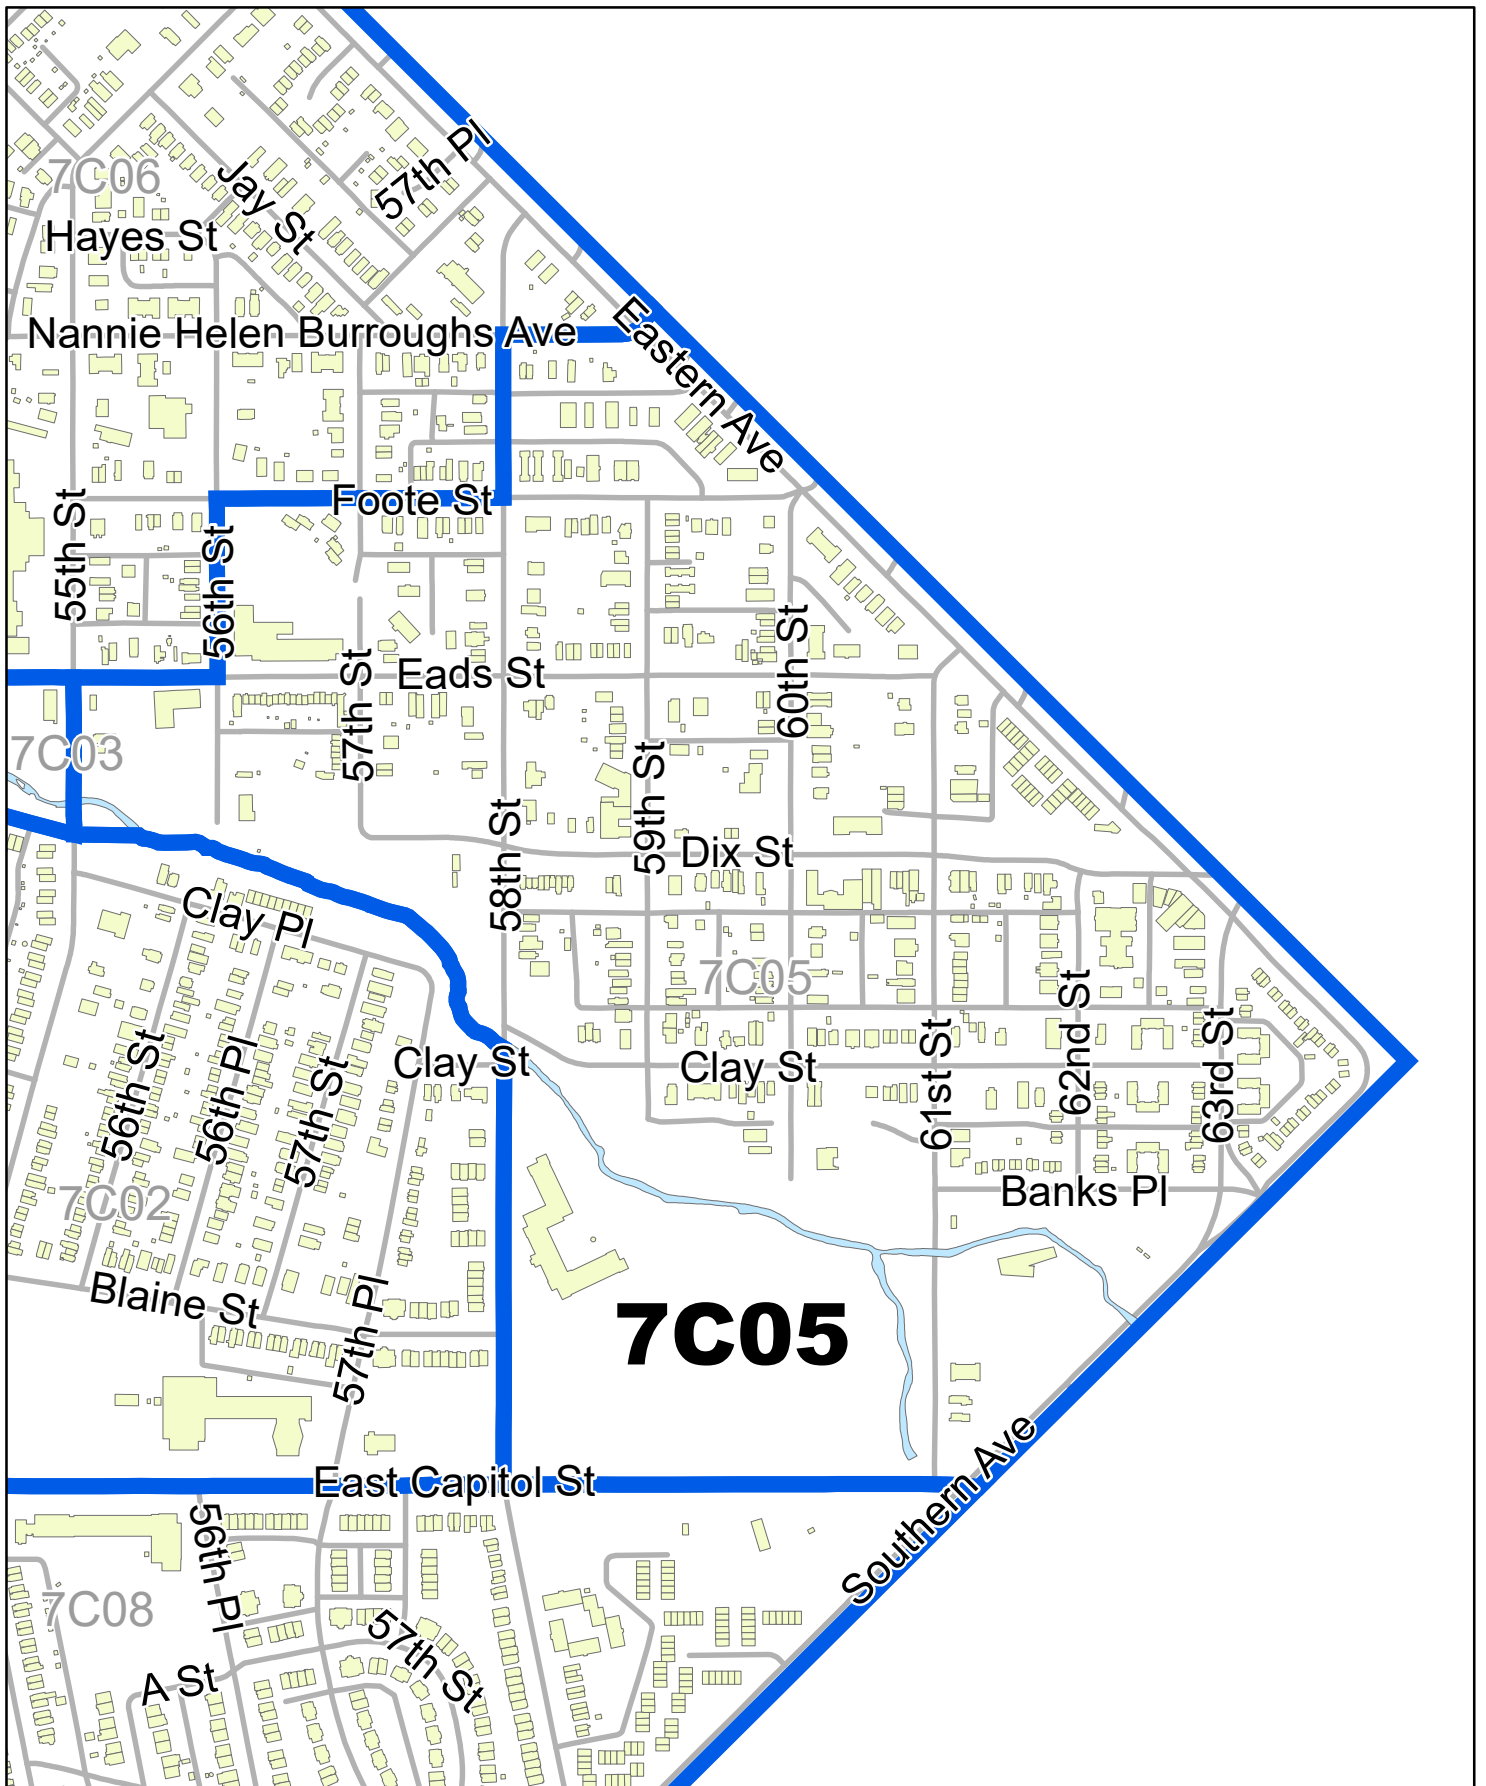 57th Pl
7C06
Jay St
Hayes St
Nannie Helen Burroughs Ave
Eastern Ave
Foote St
55th St
56th St
60th St
Eads St
57th St
7C03
59th St
58th St
Dix St
Clay Pl
7C05
62nd St
63rd St
61st St
56th St
56th Pl
57th St
Clay St
Clay St
7C02
Banks Pl
Blaine St
57th Pl
7C05
East Capitol St
Southern Ave
56th Pl
7C08
57th St
A St